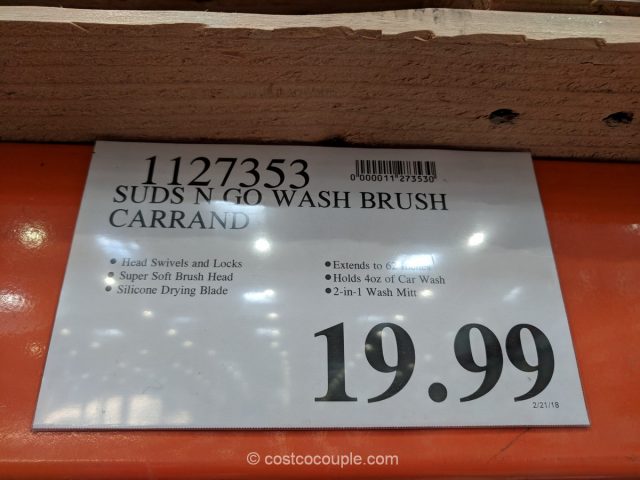 1127353
0"000011"273530"
SUDS N GO WASH BRUSH
CARRAND
• Head Swivels and Locks
• Super Soft Brush Head
• Silicone Drying Blade
• Extends to 62
• Holds 4oz of Car Wash
• 2-in-1 Wash Mitt
19.99
2/21/18
© costcocouple.com